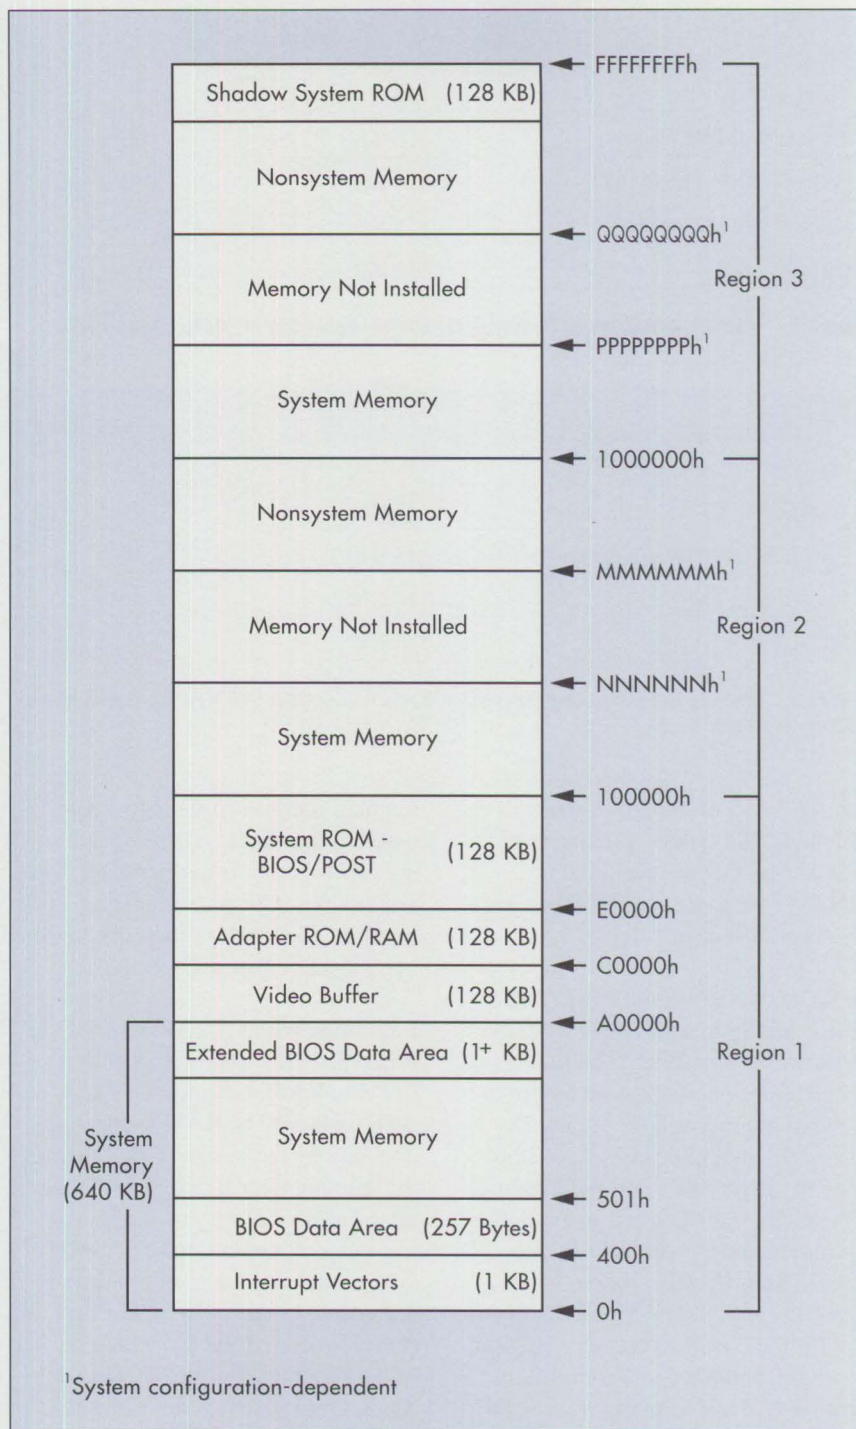 FFFFFFFFh
Shadow System ROM (128 KB)
Nonsystem Memory
QQQQQQQQh¹
Region 3
Memory Not Installed
PPPPPPPPh¹
System Memory
1000000h
Nonsystem Memory
MMMMMMh¹
Memory Not Installed
Region 2
NNNNNNh¹
System Memory
100000h
System ROM -
BIOS/POST
(128 KB)
E0000h
Adapter ROM/RAM (128 KB)
C0000h
Video Buffer (128 KB)
A0000h
Extended BIOS Data Area (1⁺ KB)
Region 1
System Memory
System
Memory
(640 KB)
501h
BIOS Data Area (257 Bytes)
400h
Interrupt Vectors (1 KB)
0h
¹System configuration-dependent